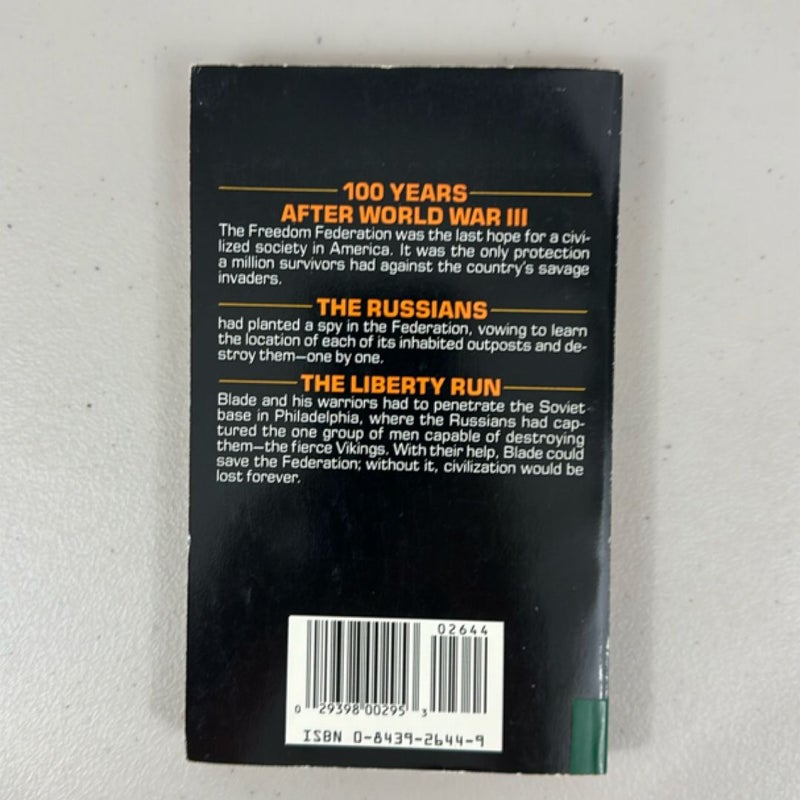 100 YEARS
AFTER WORLD WAR III
The Freedom Federation was the last hope for a civi-
lized society in America. It was the only protection
a million survivors had against the country's savage
invaders.
THE RUSSIANS
had planted a spy in the Federation, vowing to learn
the location of each of its inhabited outposts and de-
stroy them—one by one.
THE LIBERTY RUN
Blade and his warriors had to penetrate the Soviet
base in Philadelphia, where the Russians had cap-
tured the one group of men capable of destroying
them—the fierce Vikings. With their help, Blade could
save the Federation; without it, civilization would be
lost forever.
02644
0 29398 00295 3
ISBN 0-8439-2644-9